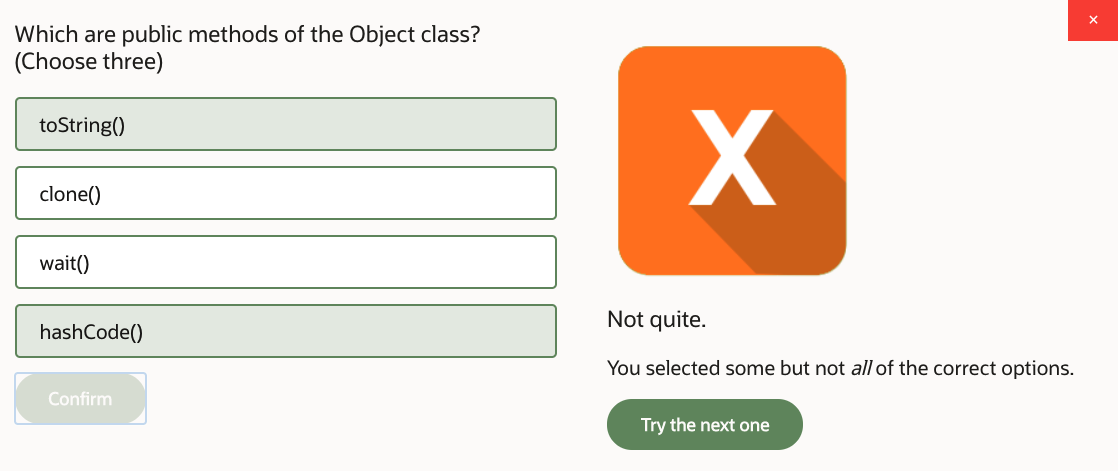 Which are public methods of the Object class?
(Choose three)
toString()
clone()
wait()
hashCode()
Confirm
×
X
Not quite.
You selected some but not all of the correct options.
Try the next one